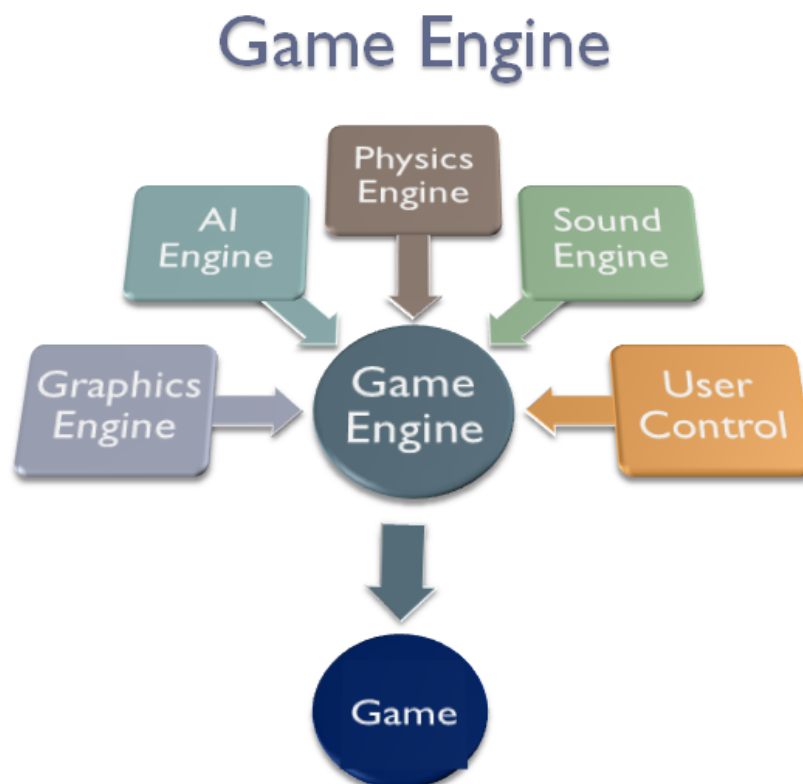 Game Engine
Physics
Engine
AI
Engine
Sound
Engine
Graphics
Engine
Game
Engine
User
Control
Game